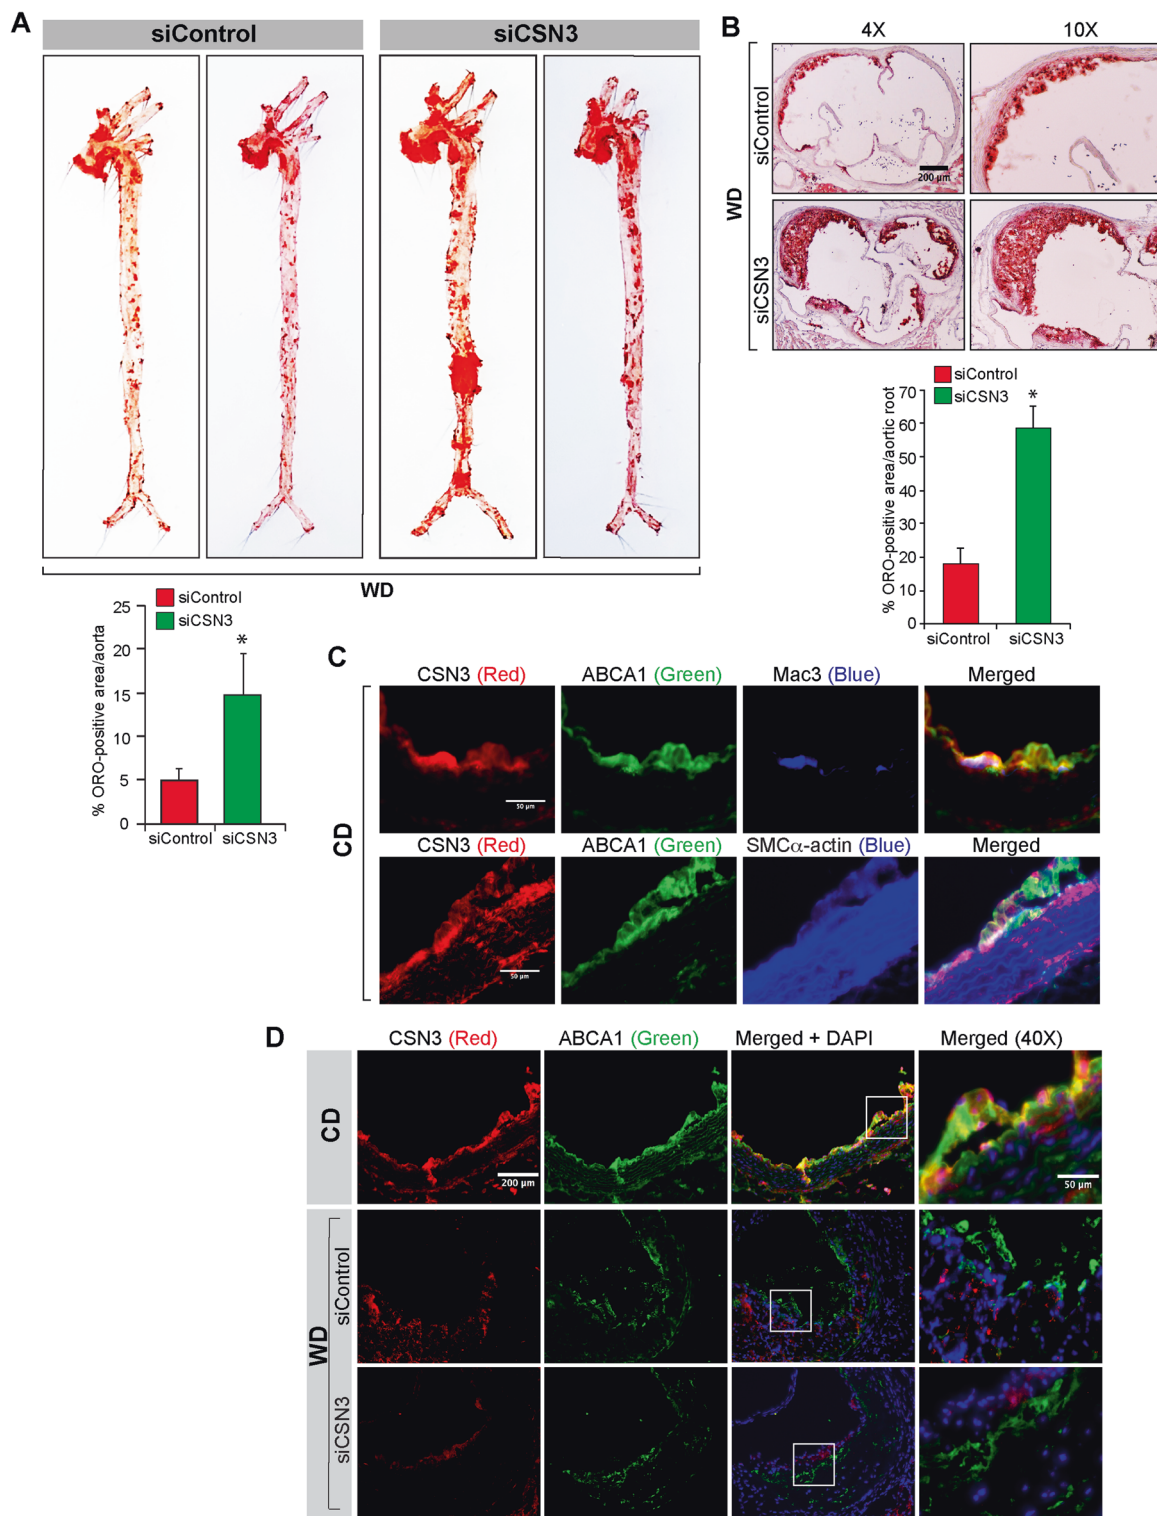 A
siControl
siCSN3
WD
siControl
siCSN3
% ORO-positive area/aorta
25
20
15
10
5
0
*
siControl
siCSN3
B
4X
10X
WD
siControl
200 µm
siCSN3
siControl
siCSN3
% ORO-positive area/aortic root
70
60
50
40
30
20
10
0
*
siControl
siCSN3
C
CD
CSN3 (Red)
ABCA1 (Green)
Mac3 (Blue)
Merged
50 µm
CSN3 (Red)
ABCA1 (Green)
SMCα-actin (Blue)
Merged
50 µm
D
CSN3 (Red)
ABCA1 (Green)
Merged + DAPI
Merged (40X)
CD
200 µm
50 µm
WD
siControl
siCSN3